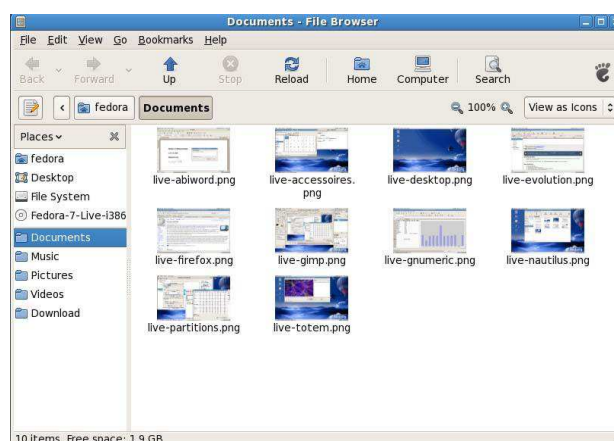 Documents - File Browser
File Edit View Go Bookmarks Help
Back Forward Up Stop Reload Home Computer Search
fedora Documents 100% View as Icons
Places
fedora
Desktop
File System
Fedora-7-Live-i386
Documents
Music
Pictures
Videos
Download
live-abiword.png live-accessoires.png live-desktop.png live-evolution.png
live-firefox.png live-gimp.png live-gnumeric.png live-nautilus.png
live-partitions.png live-totem.png
10 items, Free space: 1.9 GB